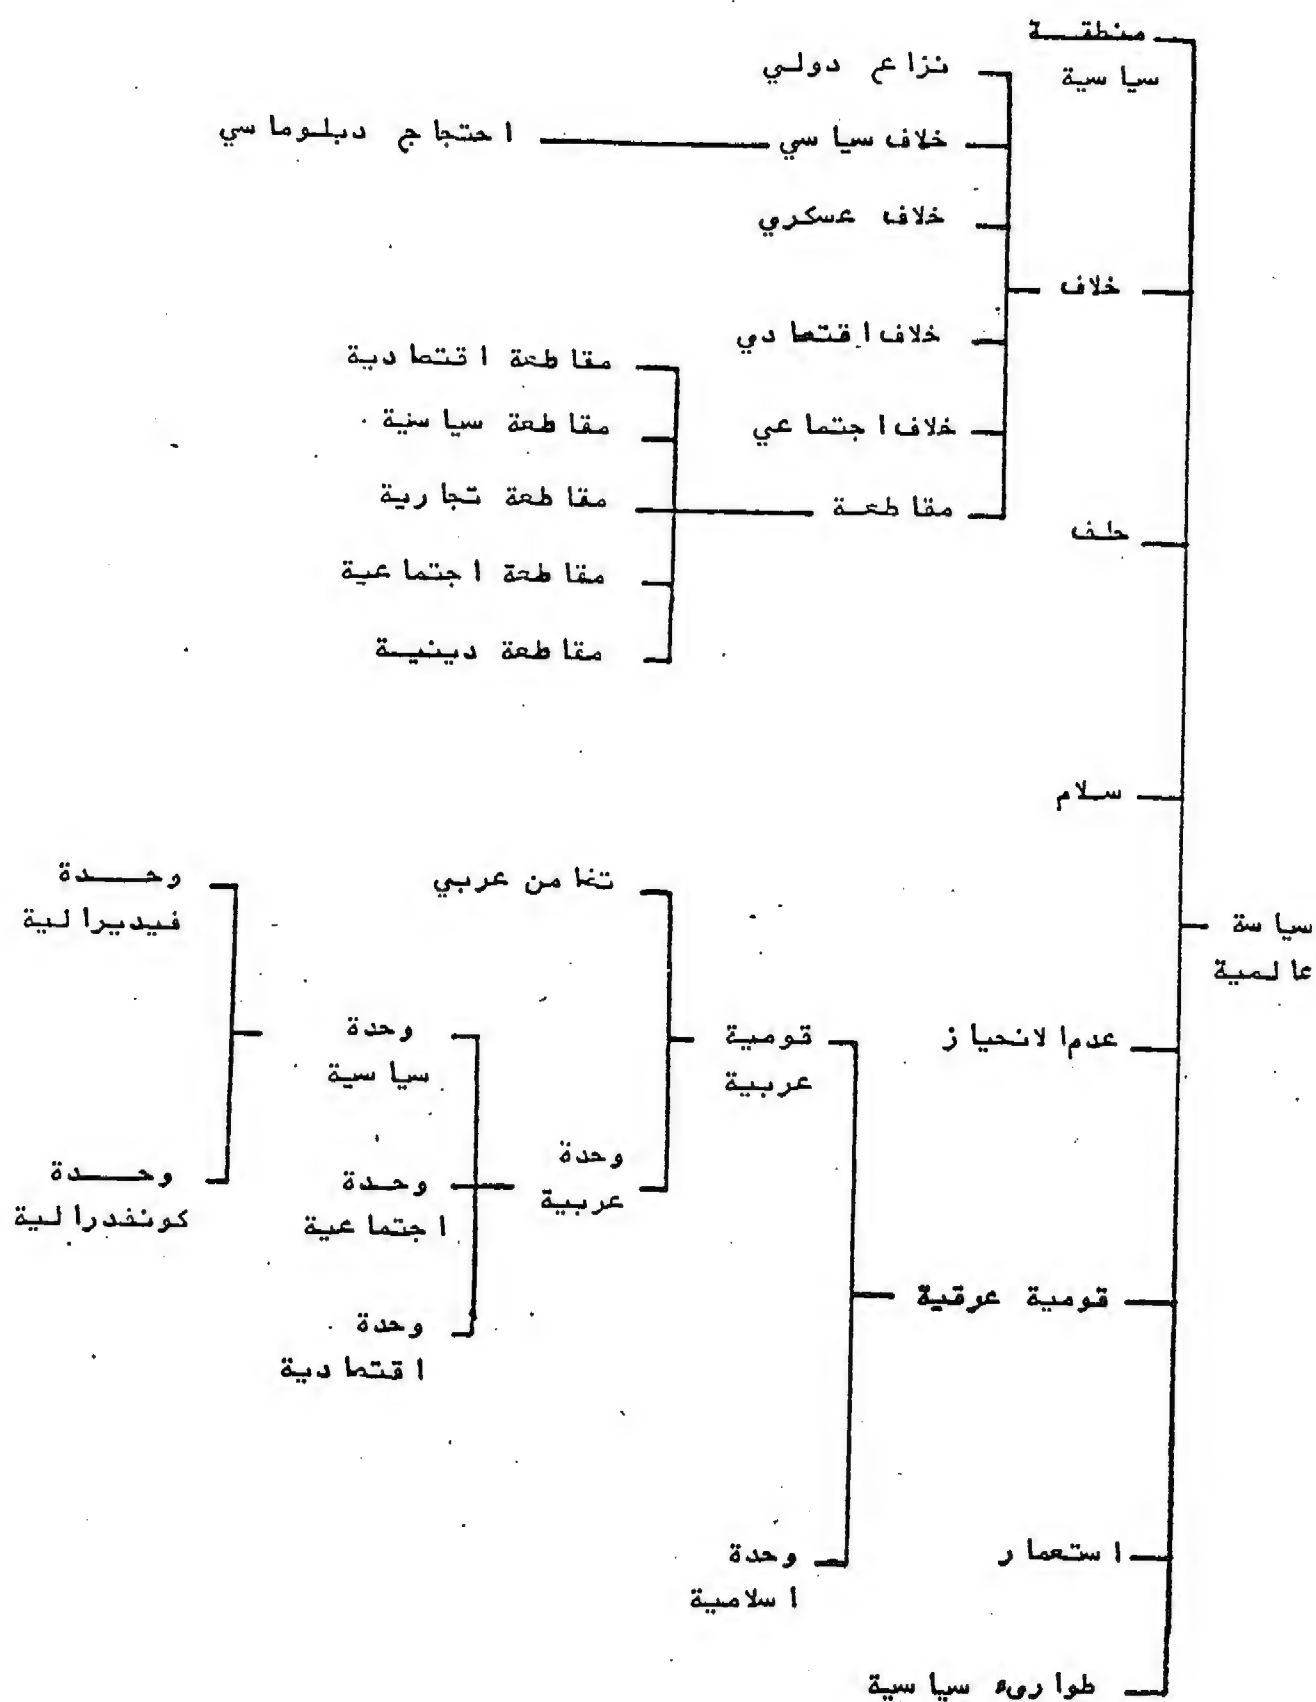 منطقة
سياسية
نزاع دولي
خلاف سياسي
احتجاج دبلوماسي
خلاف عسكري
خلاف
خلاف اقتصادي
مقاطعة اقتصادية
خلاف اجتماعي
مقاطعة سياسية
مقاطعة
مقاطعة تجارية
حلف
مقاطعة اجتماعية
مقاطعة دينية
سلام
تضامن عربي
وحدة
فيديرالية
سياسة
عالمية
عدم الانحياز
قومية
عربية
وحدة
سياسية
وحدة
عربية
وحدة
اجتماعية
وحدة
كونفدرالية
قومية عرقية
وحدة
اقتصادية
استعمار
وحدة
اسلامية
طوارىء سياسية